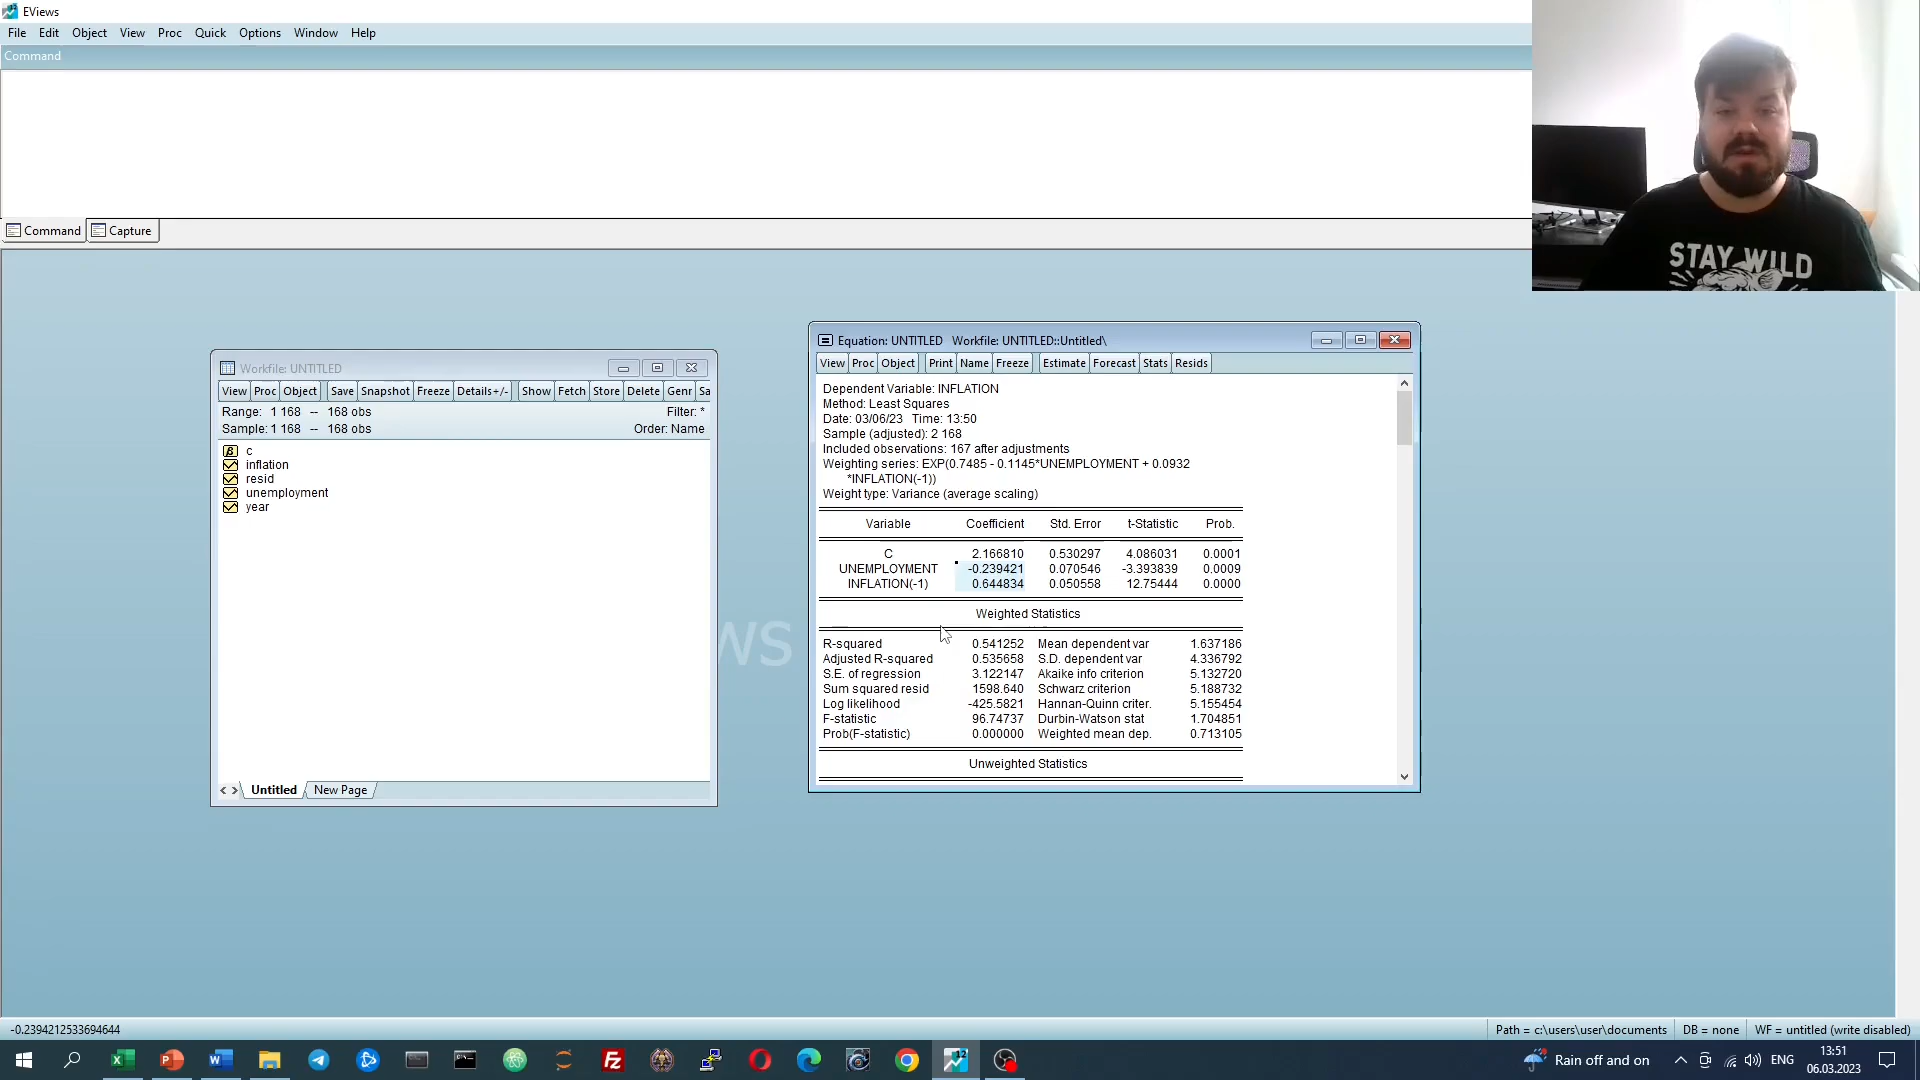 EViews
File Edit Object View Proc Quick Options Window Help
Command
Command Capture
STAY WILD
Workfile: UNTITLED
View Proc Object Save Snapshot Freeze Details+/- Show Fetch Store Delete Genr Sa
Range: 1 168 -- 168 obs Filter: *
Sample: 1 168 -- 168 obs Order: Name
c
inflation
resid
unemployment
year
Untitled New Page
WS
Equation: UNTITLED Workfile: UNTITLED::Untitled\
View Proc Object Print Name Freeze Estimate Forecast Stats Resids
Dependent Variable: INFLATION
Method: Least Squares
Date: 03/06/23 Time: 13:50
Sample (adjusted): 2 168
Included observations: 167 after adjustments
Weighting series: EXP(0.7485 - 0.1145*UNEMPLOYMENT + 0.0932
*INFLATION(-1))
Weight type: Variance (average scaling)
Variable Coefficient Std. Error t-Statistic Prob.
C 2.166810 0.530297 4.086031 0.0001
UNEMPLOYMENT -0.239421 0.070546 -3.393839 0.0009
INFLATION(-1) 0.644834 0.050558 12.75444 0.0000
Weighted Statistics
R-squared 0.541252 Mean dependent var 1.637186
Adjusted R-squared 0.535658 S.D. dependent var 4.336792
S.E. of regression 3.122147 Akaike info criterion 5.132720
Sum squared resid 1598.640 Schwarz criterion 5.188732
Log likelihood -425.5821 Hannan-Quinn criter. 5.155454
F-statistic 96.74737 Durbin-Watson stat 1.704851
Prob(F-statistic) 0.000000 Weighted mean dep. 0.713105
Unweighted Statistics
-0.2394212533694644 Path = c:\users\user\documents DB = none WF = untitled (write disabled)
Rain off and on ENG 13:51
06.03.2023